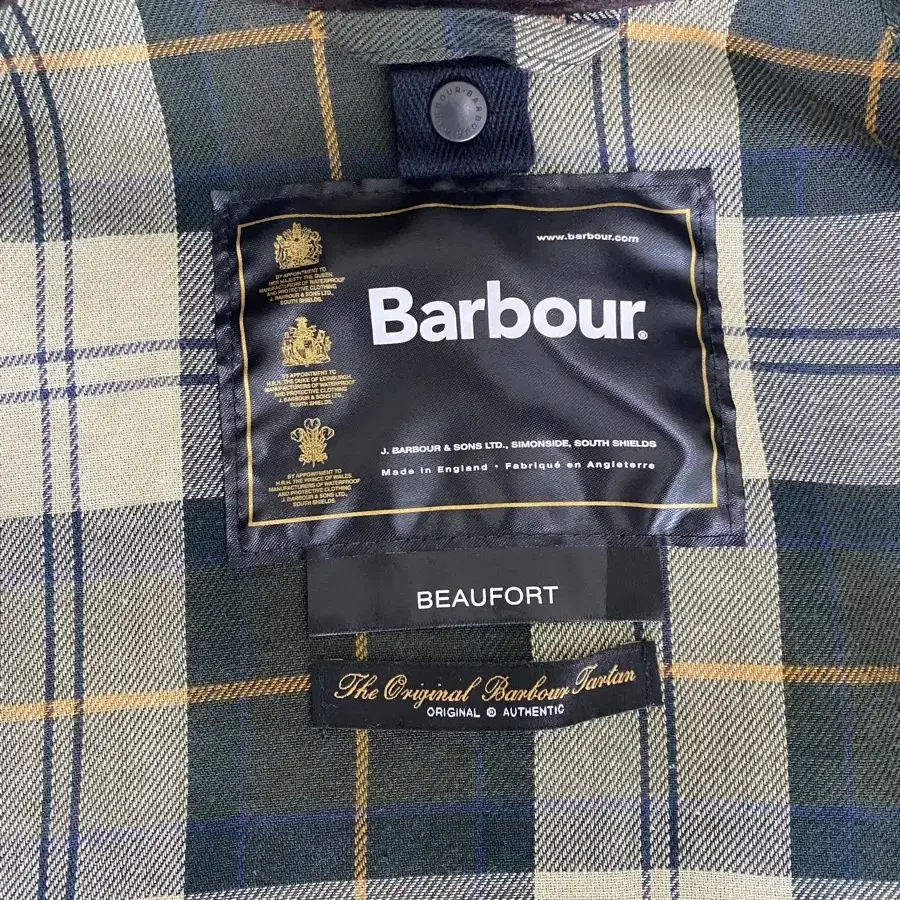 BARBOUR · BARBOUR
www.barbour.com
BY APPOINTMENT TO
HER MAJESTY THE QUEEN,
MANUFACTURERS OF WATERPROOF
AND PROTECTIVE CLOTHING
J. BARBOUR & SONS LTD.,
SOUTH SHIELDS.
Barbour®
BY APPOINTMENT TO
H.R.H. THE DUKE OF EDINBURGH,
MANUFACTURERS OF WATERPROOF
AND PROTECTIVE CLOTHING
J. BARBOUR & SONS LTD.,
SOUTH SHIELDS.
BY APPOINTMENT TO
H.R.H. THE PRINCE OF WALES,
MANUFACTURERS OF WATERPROOF
AND PROTECTIVE CLOTHING
J. BARBOUR & SONS LTD.,
SOUTH SHIELDS.
J. BARBOUR & SONS LTD., SIMONSIDE, SOUTH SHIELDS
Made in England • Fabriqué en Angleterre
BEAUFORT
The Original Barbour Tartan
ORIGINAL ® AUTHENTIC